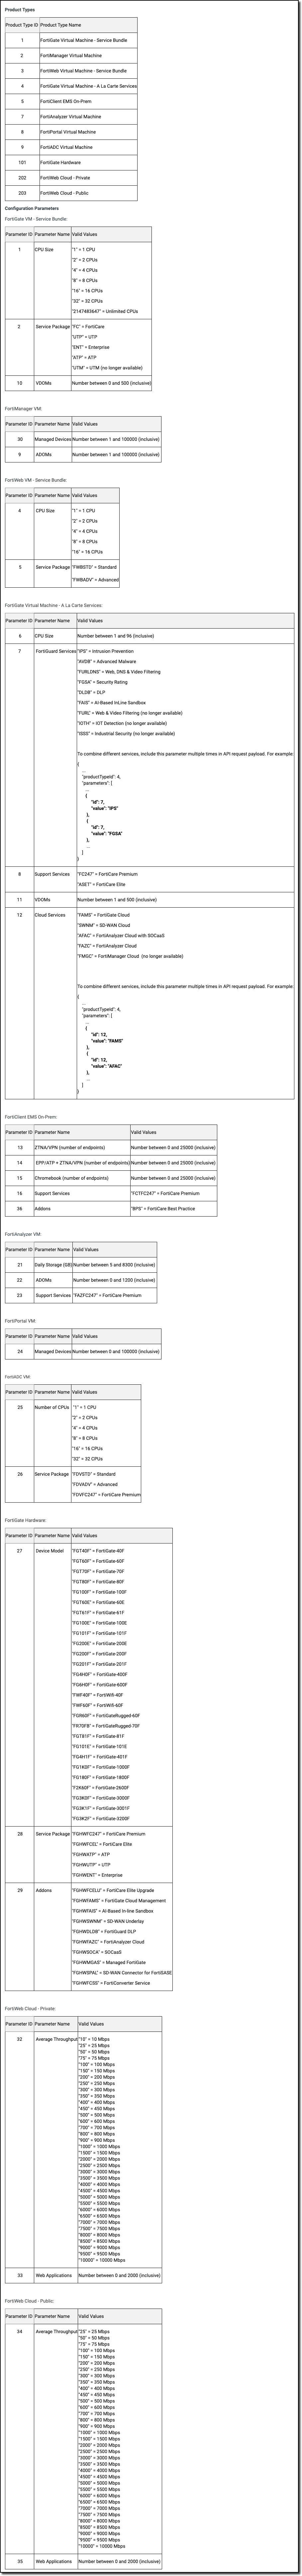 Product Types
Product Type ID Product Type Name
1 FortiGate Virtual Machine - Service Bundle
2 FortiManager Virtual Machine
3 FortiWeb Virtual Machine - Service Bundle
4 FortiGate Virtual Machine - A La Carte Services
5 FortiClient EMS On-Prem
7 FortiAnalyzer Virtual Machine
8 FortiPortal Virtual Machine
9 FortiADC Virtual Machine
101 FortiGate Hardware
202 FortiWeb Cloud - Private
203 FortiWeb Cloud - Public
Configuration Parameters
FortiGate VM - Service Bundle:
Parameter ID Parameter Name Valid Values
1 CPU Size "1" = 1 CPU
"2" = 2 CPUs
"4" = 4 CPUs
"8" = 8 CPUs
"16" = 16 CPUs
"32" = 32 CPUs
"2147483647" = Unlimited CPUs
2 Service Package "FC" = FortiCare
"UTP" = UTP
"ENT" = Enterprise
"ATP" = ATP
"UTM" = UTM (no longer available)
10 VDOMs Number between 0 and 500 (inclusive)
FortiManager VM:
Parameter ID Parameter Name Valid Values
30 Managed Devices Number between 1 and 100000 (inclusive)
9 ADOMs Number between 1 and 100000 (inclusive)
FortiWeb VM - Service Bundle:
Parameter ID Parameter Name Valid Values
4 CPU Size "1" = 1 CPU
"2" = 2 CPUs
"4" = 4 CPUs
"8" = 8 CPUs
"16" = 16 CPUs
5 Service Package "FWBSTD" = Standard
"FWBADV" = Advanced
FortiGate Virtual Machine - A La Carte Services:
Parameter ID Parameter Name Valid Values
6 CPU Size Number between 1 and 96 (inclusive)
7 FortiGuard Services "IPS" = Intrusion Prevention
"AVDB" = Advanced Malware
"FURLDNS" = Web, DNS & Video Filtering
"FGSA" = Security Rating
"DLDB" = DLP
"FAIS" = AI-Based InLine Sandbox
"FURL" = Web & Video Filtering (no longer available)
"IOTH" = IOT Detection (no longer available)
"ISSS" = Industrial Security (no longer available)
To combine different services, include this parameter multiple times in API request payload. For example:
{
...
"productTypeId": 4,
"parameters": [
...
{
"id": 7,
"value": "IPS"
},
{
"id": 7,
"value": "FGSA"
},
...
]
}
8 Support Services "FC247" = FortiCare Premium
"ASET" = FortiCare Elite
11 VDOMs Number between 1 and 500 (inclusive)
12 Cloud Services "FAMS" = FortiGate Cloud
"SWNM" = SD-WAN Cloud
"AFAC" = FortiAnalyzer Cloud with SOCaaS
"FAZC" = FortiAnalyzer Cloud
"FMGC" = FortiManager Cloud (no longer available)
To combine different services, include this parameter multiple times in API request payload. For example:
{
...
"productTypeId": 4,
"parameters": [
...
{
"id": 12,
"value": "FAMS"
},
{
"id": 12,
"value": "AFAC"
},
...
]
}
FortiClient EMS On-Prem:
Parameter ID Parameter Name Valid Values
13 ZTNA/VPN (number of endpoints) Number between 0 and 25000 (inclusive)
14 EPP/ATP + ZTNA/VPN (number of endpoints) Number between 0 and 25000 (inclusive)
15 Chromebook (number of endpoints) Number between 0 and 25000 (inclusive)
16 Support Services "FCTFC247" = FortiCare Premium
36 Addons "BPS" = FortiCare Best Practice
FortiAnalyzer VM:
Parameter ID Parameter Name Valid Values
21 Daily Storage (GB) Number between 5 and 8300 (inclusive)
22 ADOMs Number between 0 and 1200 (inclusive)
23 Support Services "FAZFC247" = FortiCare Premium
FortiPortal VM:
Parameter ID Parameter Name Valid Values
24 Managed Devices Number between 0 and 100000 (inclusive)
FortiADC VM:
Parameter ID Parameter Name Valid Values
25 Number of CPUs "1" = 1 CPU
"2" = 2 CPUs
"4" = 4 CPUs
"8" = 8 CPUs
"16" = 16 CPUs
"32" = 32 CPUs
26 Service Package "FDVSTD" = Standard
"FDVADV" = Advanced
"FDVFC247" = FortiCare Premium
FortiGate Hardware:
Parameter ID Parameter Name Valid Values
27 Device Model "FGT40F" = FortiGate-40F
"FGT60F" = FortiGate-60F
"FGT70F" = FortiGate-70F
"FGT80F" = FortiGate-80F
"FG100F" = FortiGate-100F
"FGT60E" = FortiGate-60E
"FGT61F" = FortiGate-61F
"FG100E" = FortiGate-100E
"FG101F" = FortiGate-101F
"FG200E" = FortiGate-200E
"FG200F" = FortiGate-200F
"FG201F" = FortiGate-201F
"FG4H0F" = FortiGate-400F
"FG6H0F" = FortiGate-600F
"FWF40F" = FortiWifi-40F
"FWF60F" = FortiWifi-60F
"FGR60F" = FortiGateRugged-60F
"FR70FB" = FortiGateRugged-70F
"FGT81F" = FortiGate-81F
"FG101E" = FortiGate-101E
"FG4H1F" = FortiGate-401F
"FG1K0F" = FortiGate-1000F
"FG180F" = FortiGate-1800F
"F2K60F" = FortiGate-2600F
"FG3K0F" = FortiGate-3000F
"FG3K1F" = FortiGate-3001F
"FG3K2F" = FortiGate-3200F
28 Service Package "FGHWFC247" = FortiCare Premium
"FGHWFCEL" = FortiCare Elite
"FGHWATP" = ATP
"FGHWUTP" = UTP
"FGHWENT" = Enterprise
29 Addons "FGHWFCELU" = FortiCare Elite Upgrade
"FGHWFAMS" = FortiGate Cloud Management
"FGHWFAIS" = AI-Based In-line Sandbox
"FGHWSWNM" = SD-WAN Underlay
"FGHWDLDB" = FortiGuard DLP
"FGHWFAZC" = FortiAnalyzer Cloud
"FGHWSOCA" = SOCaaS
"FGHWMGAS" = Managed FortiGate
"FGHWSPAL" = SD-WAN Connector for FortiSASE
"FGHWFCSS" = FortiConverter Service
FortiWeb Cloud - Private:
Parameter ID Parameter Name Valid Values
32 Average Throughput "10" = 10 Mbps
"25" = 25 Mbps
"50" = 50 Mbps
"75" = 75 Mbps
"100" = 100 Mbps
"150" = 150 Mbps
"200" = 200 Mbps
"250" = 250 Mbps
"300" = 300 Mbps
"350" = 350 Mbps
"400" = 400 Mbps
"450" = 450 Mbps
"500" = 500 Mbps
"600" = 600 Mbps
"700" = 700 Mbps
"800" = 800 Mbps
"900" = 900 Mbps
"1000" = 1000 Mbps
"1500" = 1500 Mbps
"2000" = 2000 Mbps
"2500" = 2500 Mbps
"3000" = 3000 Mbps
"3500" = 3500 Mbps
"4000" = 4000 Mbps
"4500" = 4500 Mbps
"5000" = 5000 Mbps
"5500" = 5500 Mbps
"6000" = 6000 Mbps
"6500" = 6500 Mbps
"7000" = 7000 Mbps
"7500" = 7500 Mbps
"8000" = 8000 Mbps
"8500" = 8500 Mbps
"9000" = 9000 Mbps
"9500" = 9500 Mbps
"10000" = 10000 Mbps
33 Web Applications Number between 0 and 2000 (inclusive)
FortiWeb Cloud - Public:
Parameter ID Parameter Name Valid Values
34 Average Throughput "25" = 25 Mbps
"50" = 50 Mbps
"75" = 75 Mbps
"100" = 100 Mbps
"150" = 150 Mbps
"200" = 200 Mbps
"250" = 250 Mbps
"300" = 300 Mbps
"350" = 350 Mbps
"400" = 400 Mbps
"450" = 450 Mbps
"500" = 500 Mbps
"600" = 600 Mbps
"700" = 700 Mbps
"800" = 800 Mbps
"900" = 900 Mbps
"1000" = 1000 Mbps
"1500" = 1500 Mbps
"2000" = 2000 Mbps
"2500" = 2500 Mbps
"3000" = 3000 Mbps
"3500" = 3500 Mbps
"4000" = 4000 Mbps
"4500" = 4500 Mbps
"5000" = 5000 Mbps
"5500" = 5500 Mbps
"6000" = 6000 Mbps
"6500" = 6500 Mbps
"7000" = 7000 Mbps
"7500" = 7500 Mbps
"8000" = 8000 Mbps
"8500" = 8500 Mbps
"9000" = 9000 Mbps
"9500" = 9500 Mbps
"10000" = 10000 Mbps
35 Web Applications Number between 0 and 2000 (inclusive)